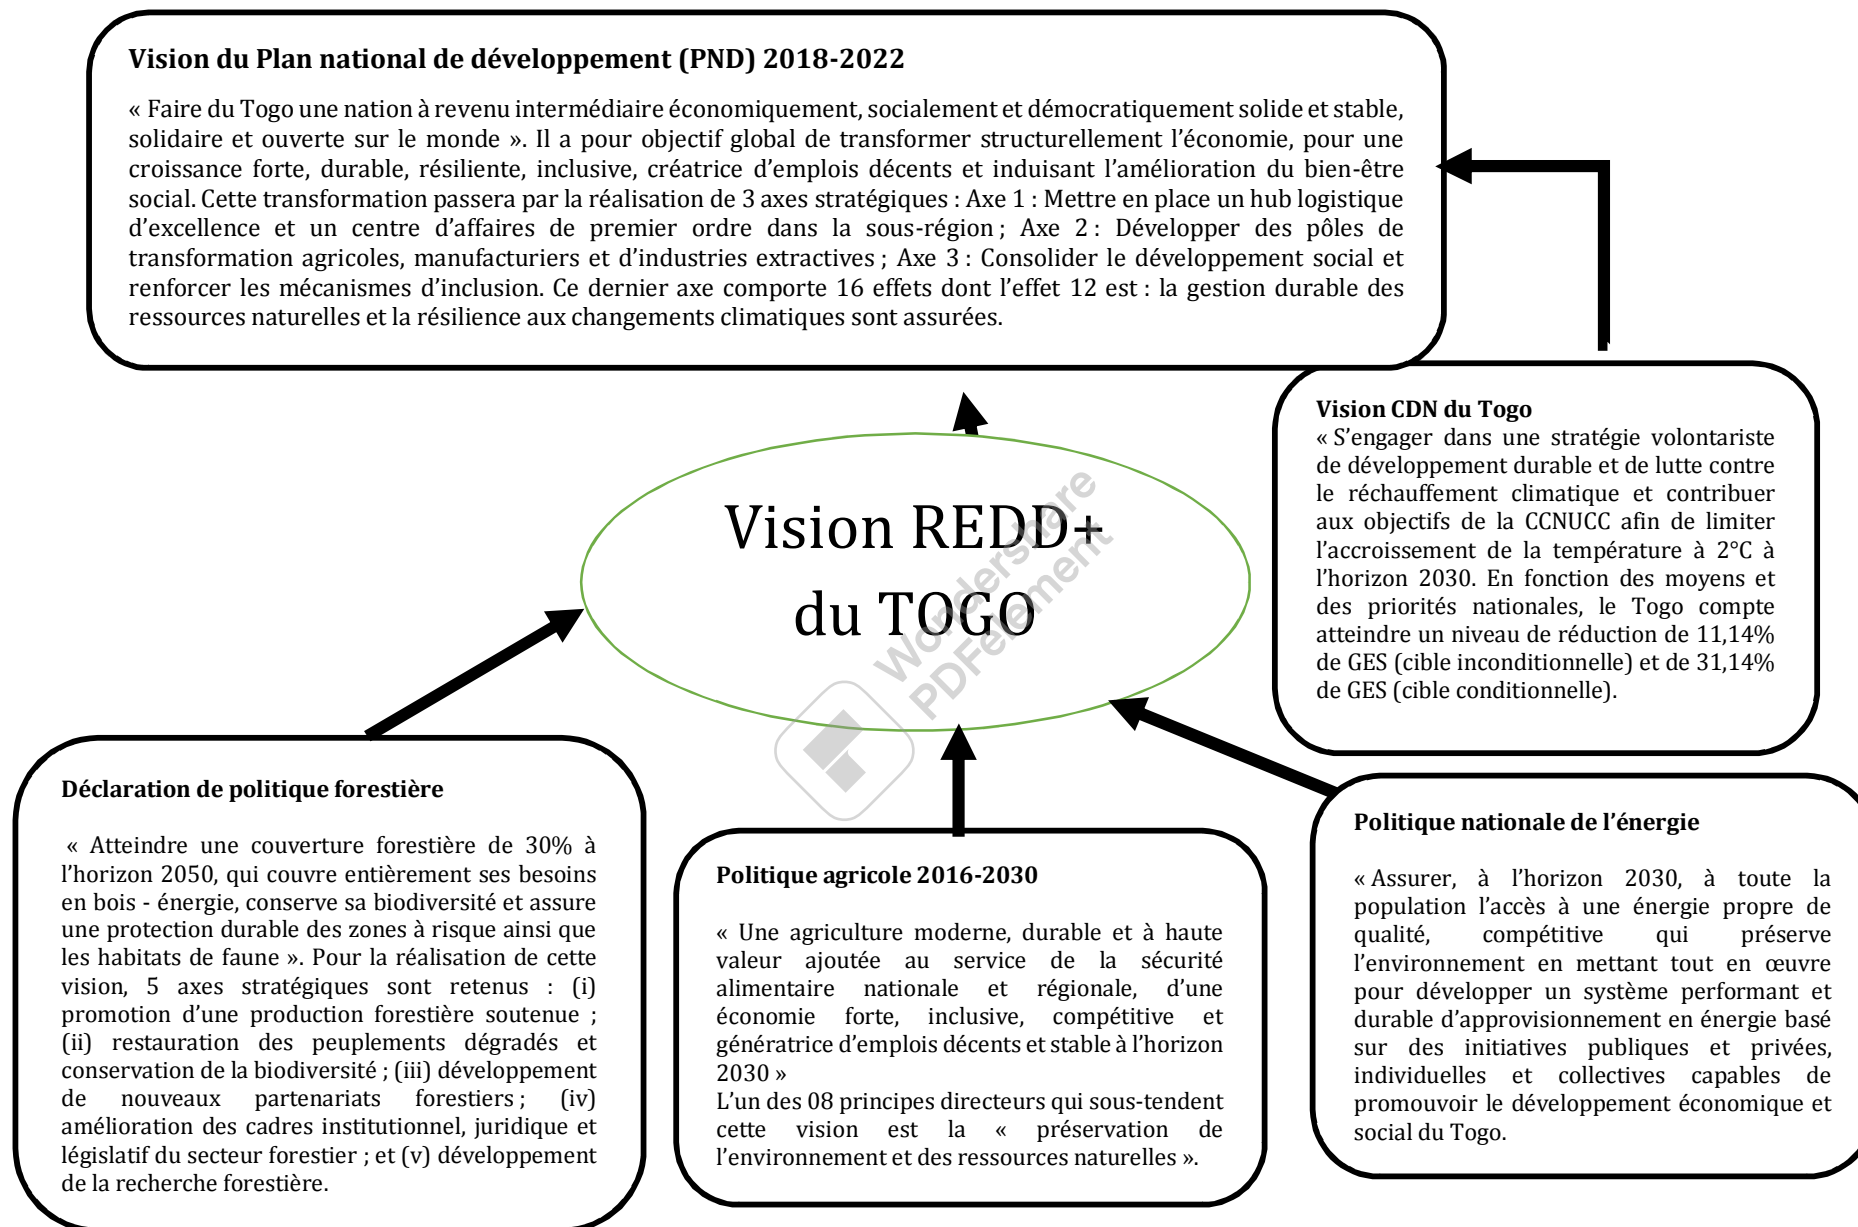 Vision du Plan national de développement (PND) 2018-2022
« Faire du Togo une nation à revenu intermédiaire économiquement, socialement et démocratiquement solide et stable,
solidaire et ouverte sur le monde ». Il a pour objectif global de transformer structurellement l’économie, pour une
croissance forte, durable, résiliente, inclusive, créatrice d’emplois décents et induisant l’amélioration du bien-être
social. Cette transformation passera par la réalisation de 3 axes stratégiques : Axe 1 : Mettre en place un hub logistique
d’excellence et un centre d’affaires de premier ordre dans la sous-région ; Axe 2 : Développer des pôles de
transformation agricoles, manufacturiers et d’industries extractives ; Axe 3 : Consolider le développement social et
renforcer les mécanismes d’inclusion. Ce dernier axe comporte 16 effets dont l’effet 12 est : la gestion durable des
ressources naturelles et la résilience aux changements climatiques sont assurées.
Vision CDN du Togo
« S’engager dans une stratégie volontariste
de développement durable et de lutte contre
le réchauffement climatique et contribuer
aux objectifs de la CCNUCC afin de limiter
l’accroissement de la température à 2°C à
l’horizon 2030. En fonction des moyens et
des priorités nationales, le Togo compte
atteindre un niveau de réduction de 11,14%
de GES (cible inconditionnelle) et de 31,14%
de GES (cible conditionnelle).
Vision REDD+
du TOGO
Wondershare
PDFelement
Déclaration de politique forestière
« Atteindre une couverture forestière de 30% à
l’horizon 2050, qui couvre entièrement ses besoins
en bois - énergie, conserve sa biodiversité et assure
une protection durable des zones à risque ainsi que
les habitats de faune ». Pour la réalisation de cette
vision, 5 axes stratégiques sont retenus : (i)
promotion d’une production forestière soutenue ;
(ii) restauration des peuplements dégradés et
conservation de la biodiversité ; (iii) développement
de nouveaux partenariats forestiers ; (iv)
amélioration des cadres institutionnel, juridique et
législatif du secteur forestier ; et (v) développement
de la recherche forestière.
Politique agricole 2016-2030
« Une agriculture moderne, durable et à haute
valeur ajoutée au service de la sécurité
alimentaire nationale et régionale, d’une
économie forte, inclusive, compétitive et
génératrice d’emplois décents et stable à l’horizon
2030 »
L’un des 08 principes directeurs qui sous-tendent
cette vision est la « préservation de
l’environnement et des ressources naturelles ».
Politique nationale de l’énergie
« Assurer, à l’horizon 2030, à toute la
population l’accès à une énergie propre de
qualité, compétitive qui préserve
l’environnement en mettant tout en œuvre
pour développer un système performant et
durable d’approvisionnement en énergie basé
sur des initiatives publiques et privées,
individuelles et collectives capables de
promouvoir le développement économique et
social du Togo.